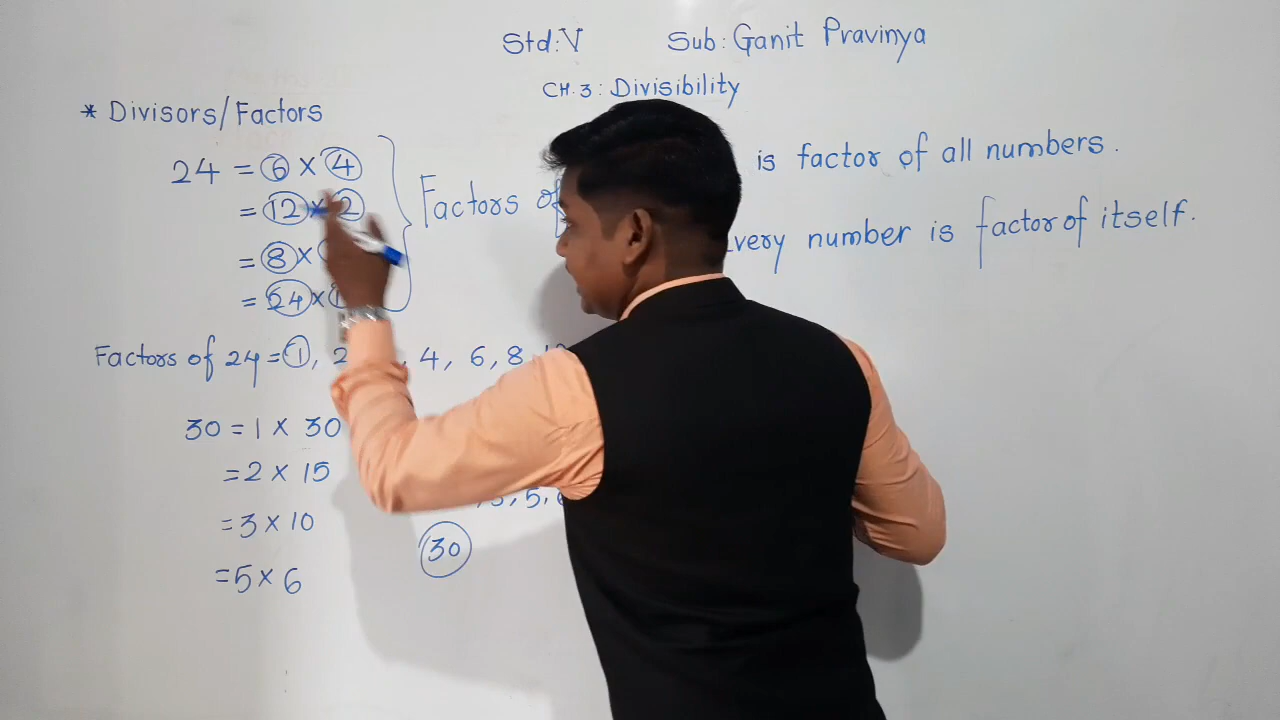 Std: V Sub: Ganit Pravinya
CH. 3 : Divisibility
* Divisors/Factors
24 = 6 × 4
= 12 × 2
= 8 ×
= 24 × 1
Factors of
is factor of all numbers.
very number is factor of itself.
Factors of 24 = 1, 2 , 4, 6, 8
30 = 1 × 30
= 2 × 15
= 3 × 10
= 5 × 6
, 5,
30